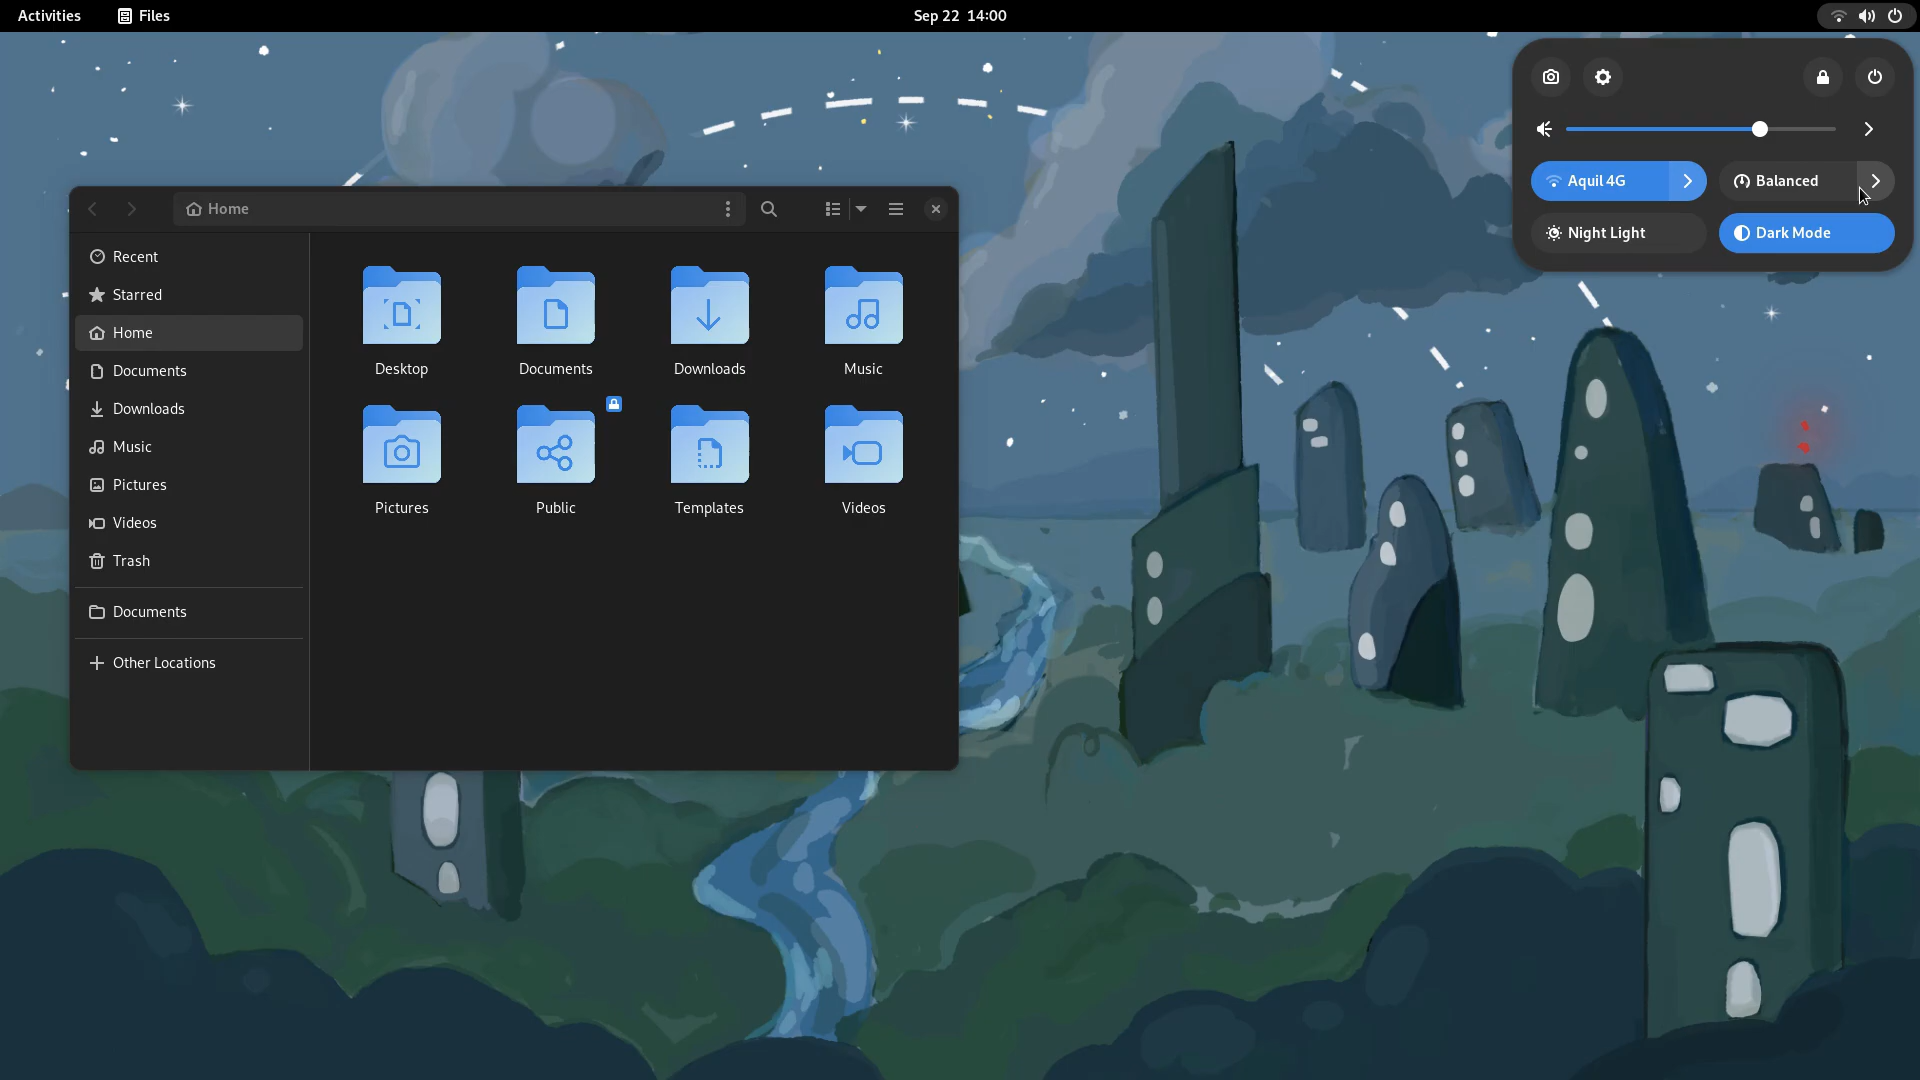 Activities
Files
Sep 22 14:00
Home
Recent
Starred
Home
Documents
Downloads
Music
Pictures
Videos
Trash
Documents
Other Locations
Desktop
Documents
Downloads
Music
Pictures
Public
Templates
Videos
Aquil 4G
Balanced
Night Light
Dark Mode